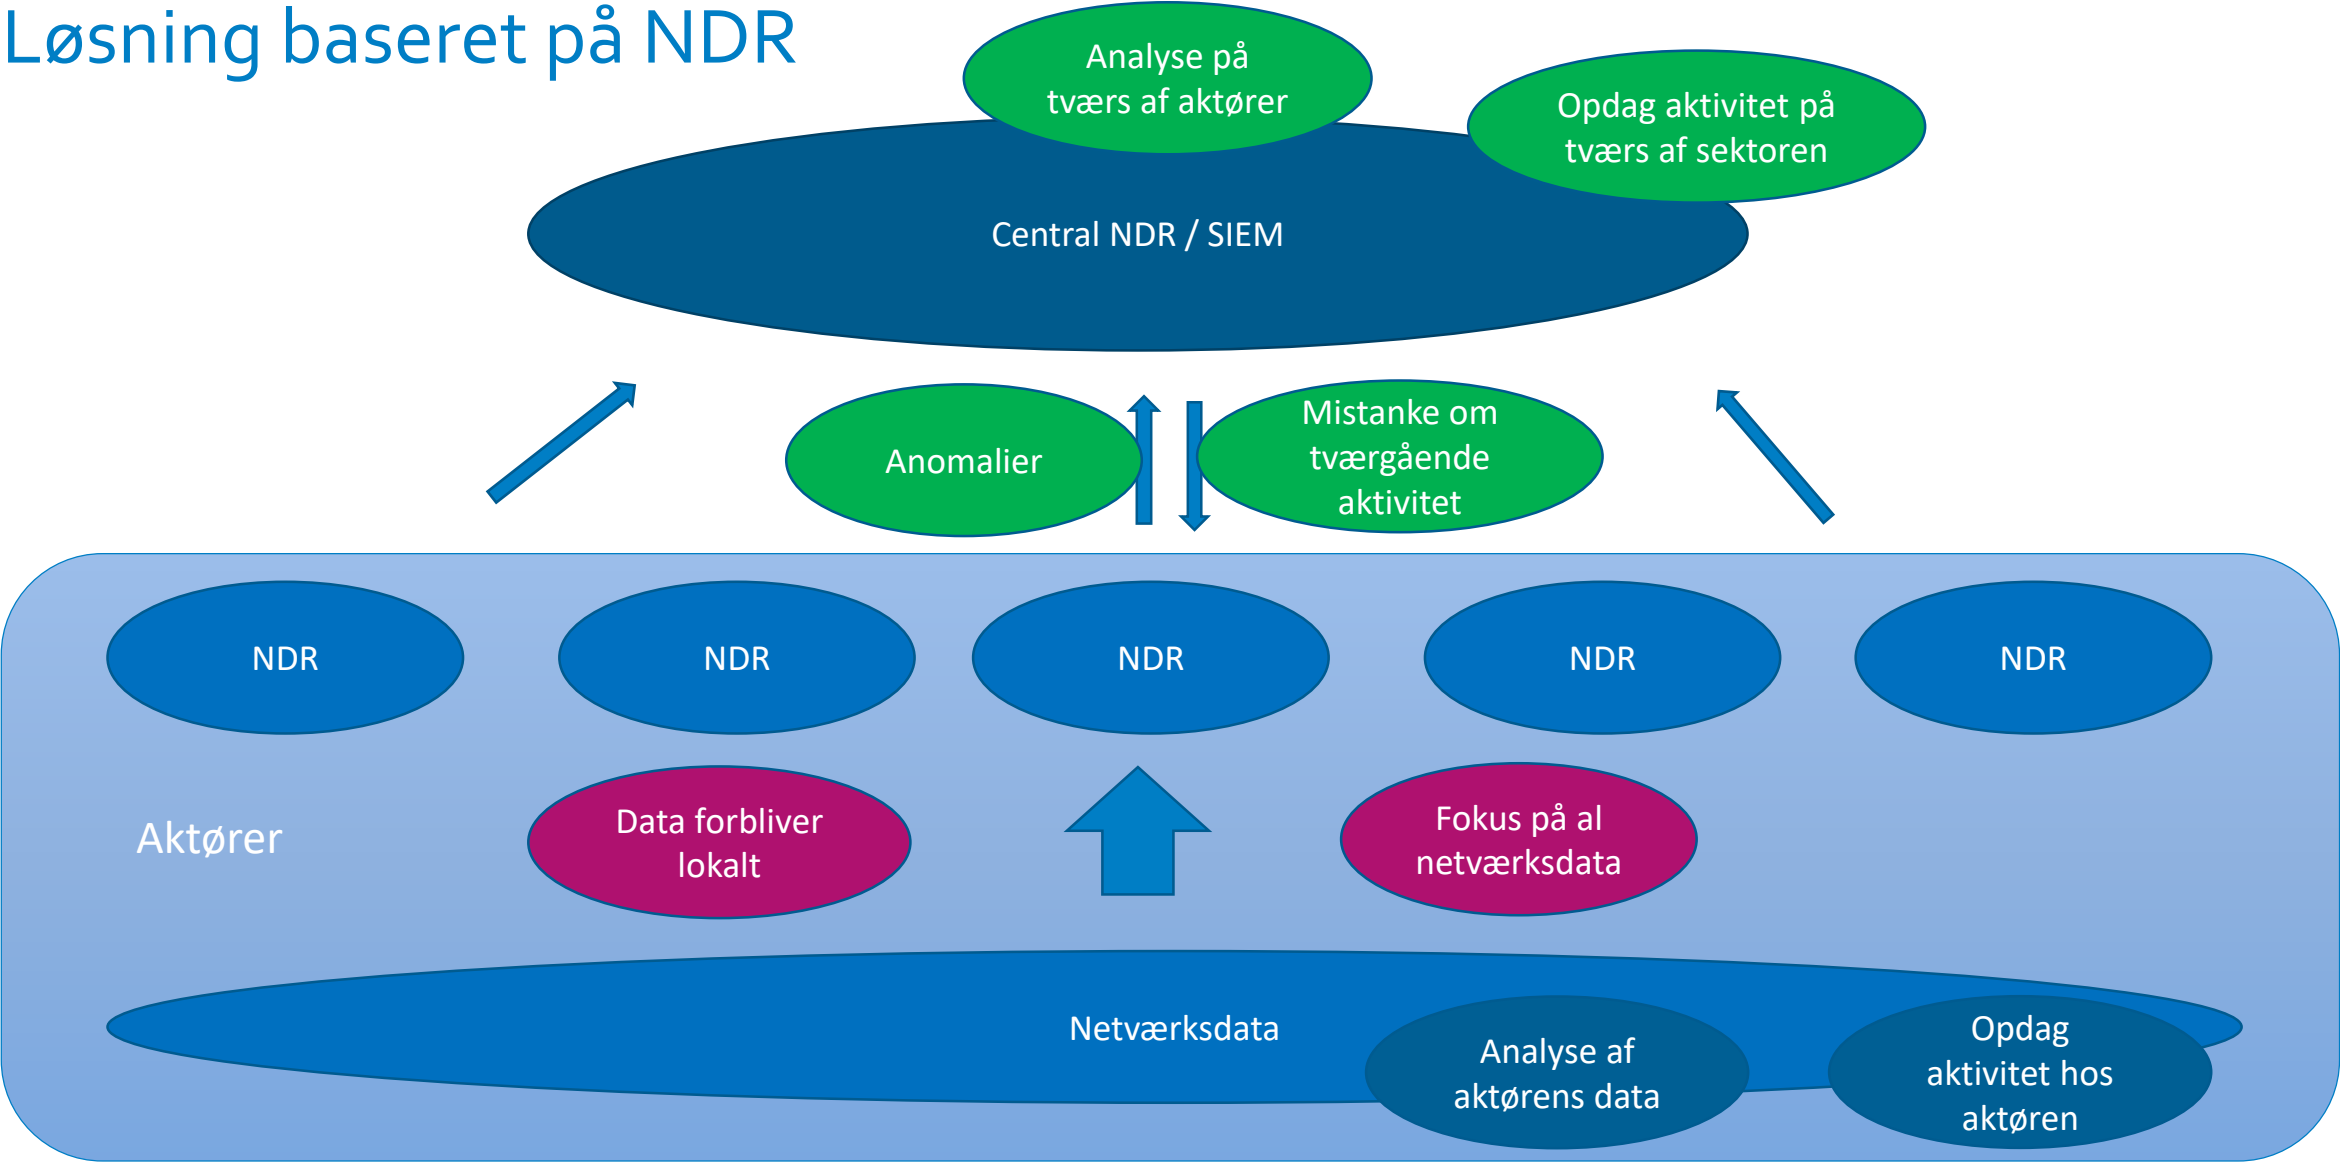 Løsning baseret på NDR
Analyse på
tværs af aktører
Opdag aktivitet på
tværs af sektoren
Central NDR / SIEM
Anomalier
Mistanke om
tværgående
aktivitet
NDR
NDR
NDR
NDR
NDR
Aktører
Data forbliver
lokalt
Fokus på al
netværksdata
Netværksdata
Analyse af
aktørens data
Opdag
aktivitet hos
aktøren